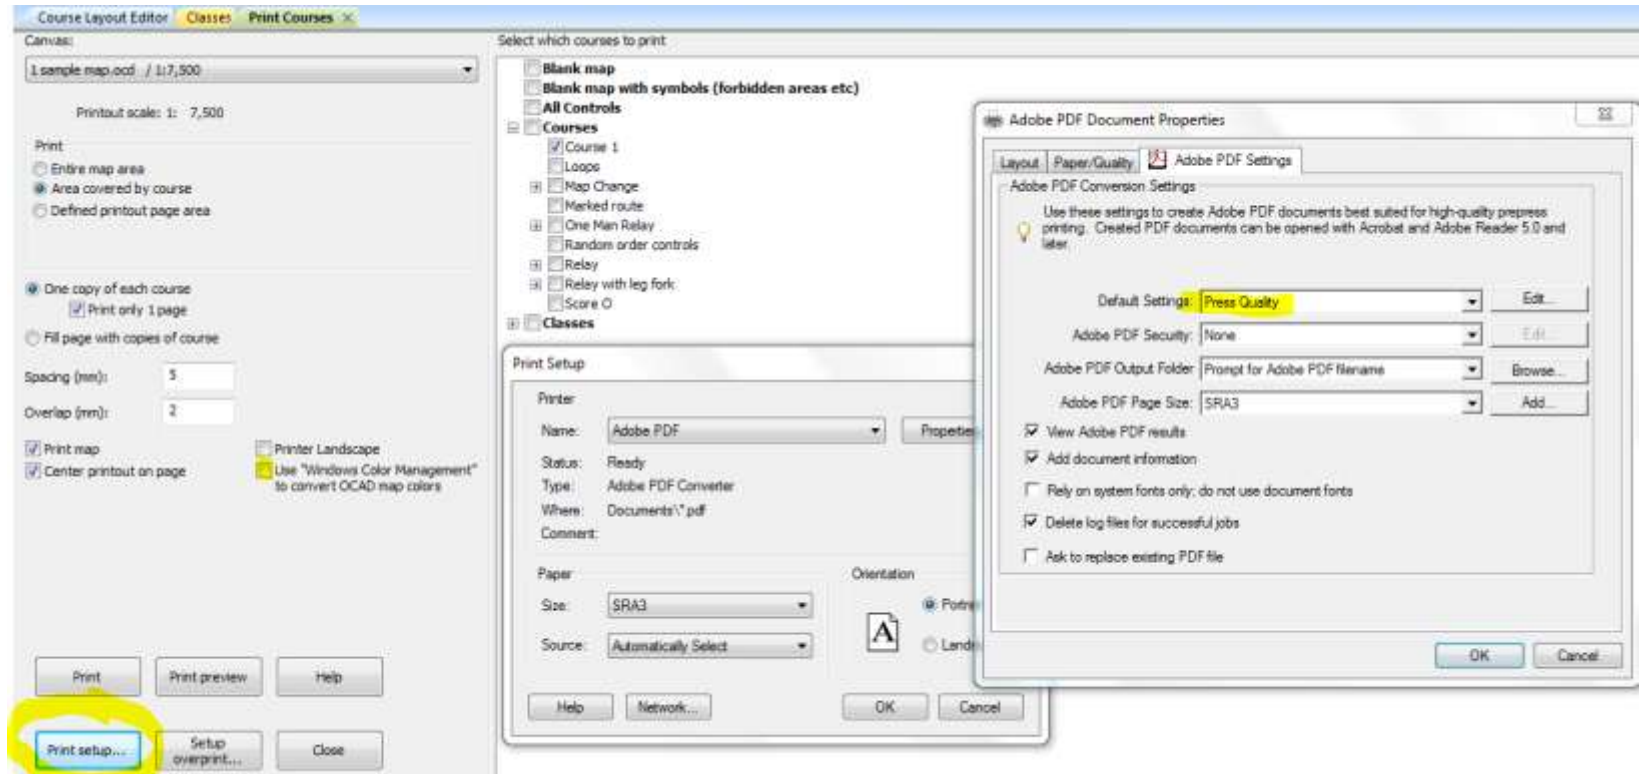 Course Layout Editor Classes Print Courses
Canvas:
1 sample map.ocd / 1:7,500
Printout scale: 1: 7,500
Print
Entire map area
Area covered by course
Defined printout page area
One copy of each course
Print only 1 page
Fill page with copies of course
Spacing (mm): 5
Overlap (mm): 2
Print map
Center printout on page
Printer Landscape
Use "Windows Color Management"
to convert OCAD map colors
Print Print preview Help
Print setup... Setup
overprint... Close
Select which courses to print
Blank map
Blank map with symbols (forbidden areas etc)
All Controls
Courses
Course 1
Loops
Map Change
Marked route
One Man Relay
Random order controls
Relay
Relay with leg fork
Score O
Classes
Print Setup
Printer
Name: Adobe PDF Propertie
Status: Ready
Type: Adobe PDF Converter
Where: Documents\*.pdf
Comment:
Paper
Size: SRA3
Source: Automatically Select
Orientation
A
Portra
Lands
Help Network... OK Cancel
Adobe PDF Document Properties
Layout Paper/Quality Adobe PDF Settings
Adobe PDF Conversion Settings
Use these settings to create Adobe PDF documents best suited for high-quality prepress
printing. Created PDF documents can be opened with Acrobat and Adobe Reader 5.0 and
later.
Default Settings: Press Quality Edit...
Adobe PDF Security: None Edit...
Adobe PDF Output Folder Prompt for Adobe PDF filename Browse...
Adobe PDF Page Size: SRA3 Add...
View Adobe PDF results
Add document information
Rely on system fonts only; do not use document fonts
Delete log files for successful jobs
Ask to replace existing PDF file
OK Cancel